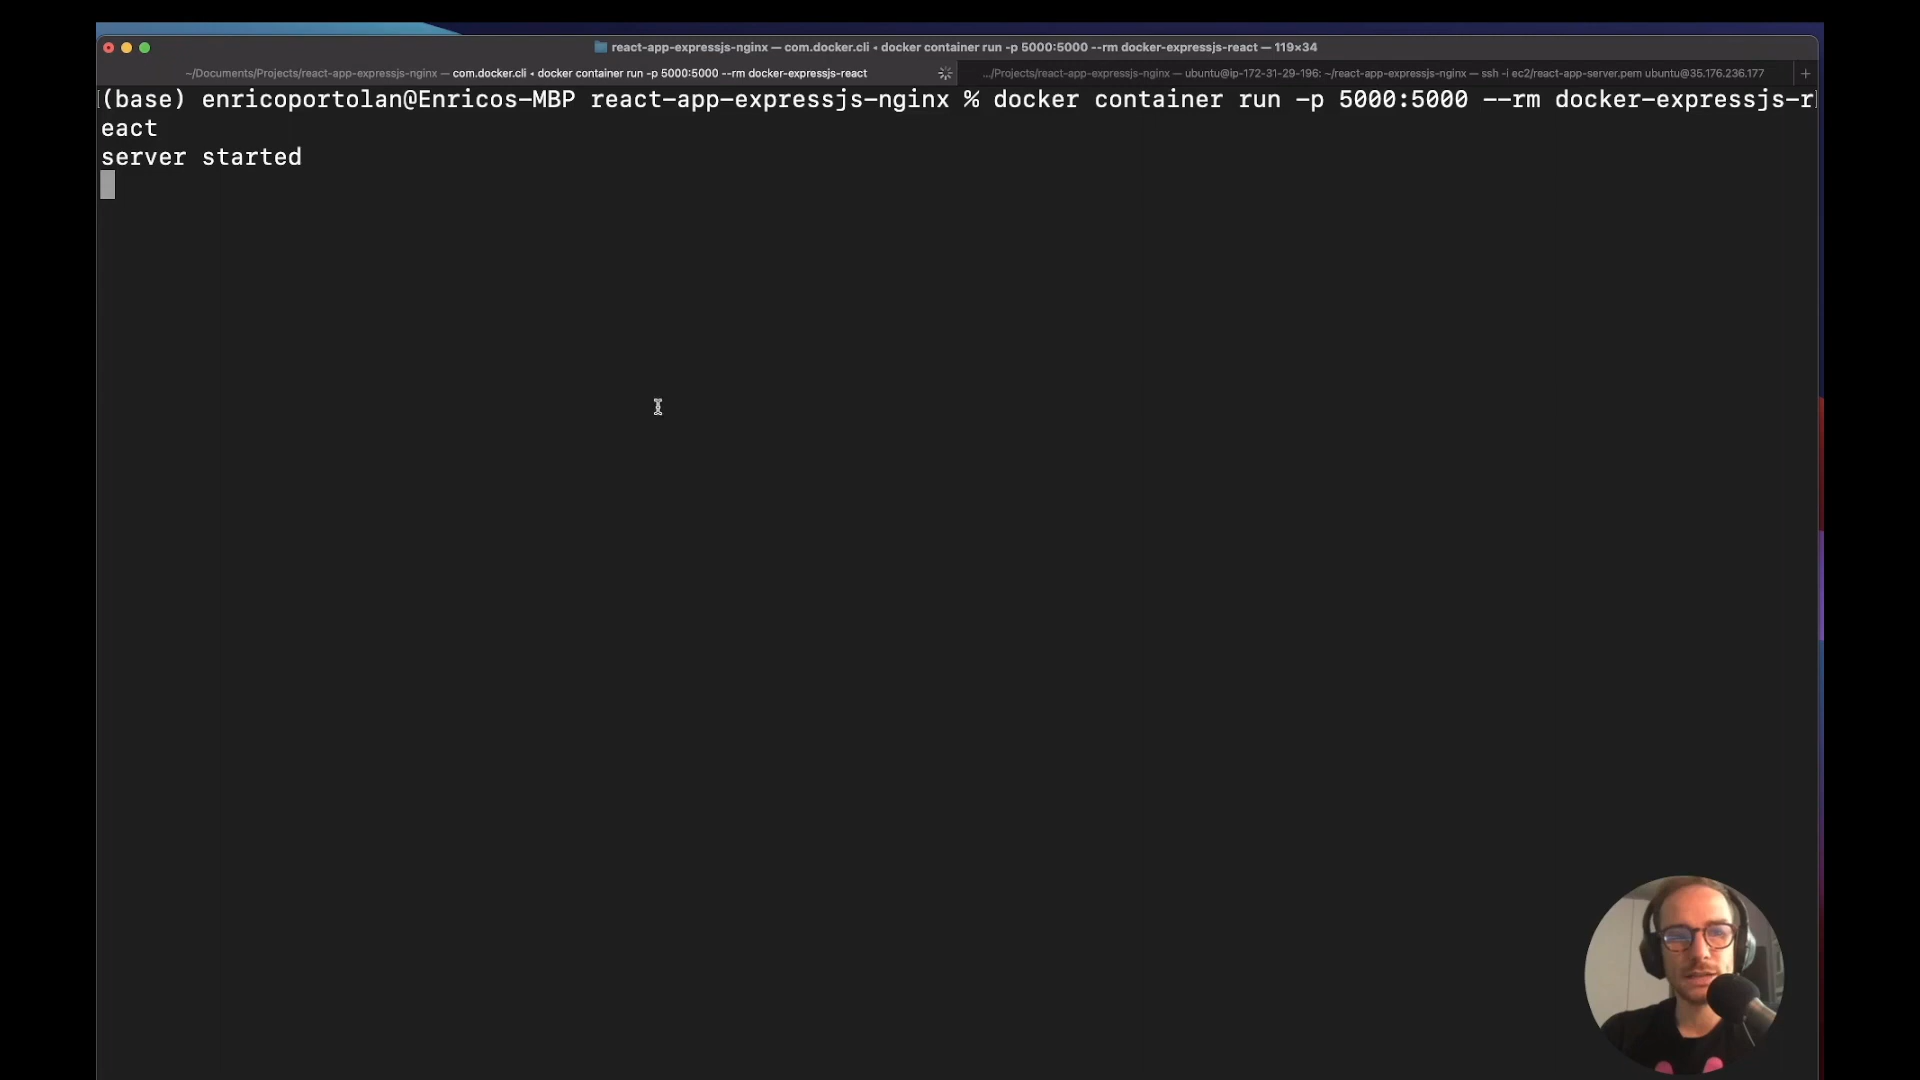 react-app-expressjs-nginx — com.docker.cli ◂ docker container run -p 5000:5000 --rm docker-expressjs-react — 119×34
~/Documents/Projects/react-app-expressjs-nginx — com.docker.cli ◂ docker container run -p 5000:5000 --rm docker-expressjs-react
.../Projects/react-app-expressjs-nginx — ubuntu@ip-172-31-29-196: ~/react-app-expressjs-nginx — ssh -i ec2/react-app-server.pem ubuntu@35.176.236.177
(base) enricoportolan@Enricos-MBP react-app-expressjs-nginx % docker container run -p 5000:5000 --rm docker-expressjs-r
eact
server started